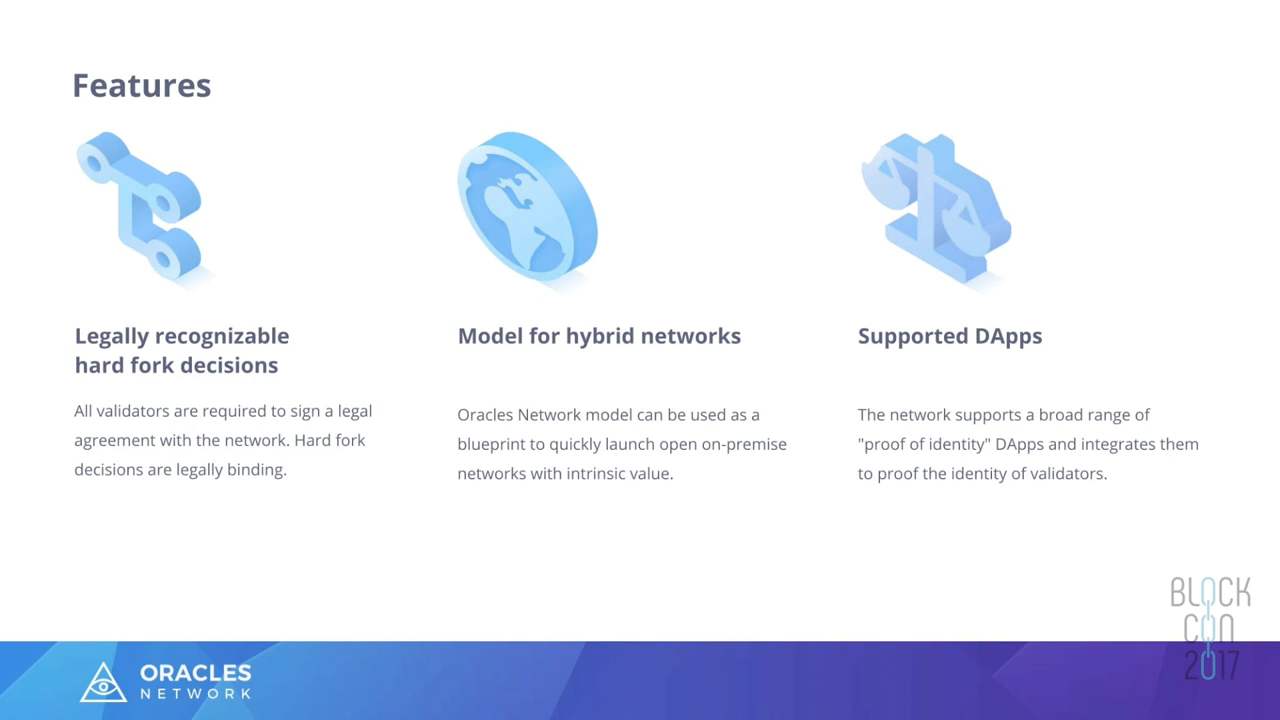 Features
Legally recognizable
hard fork decisions
All validators are required to sign a legal
agreement with the network. Hard fork
decisions are legally binding.
Model for hybrid networks
Oracles Network model can be used as a
blueprint to quickly launch open on-premise
networks with intrinsic value.
Supported DApps
The network supports a broad range of
"proof of identity" DApps and integrates them
to proof the identity of validators.
BLOCK
CON
2017
ORACLES
NETWORK